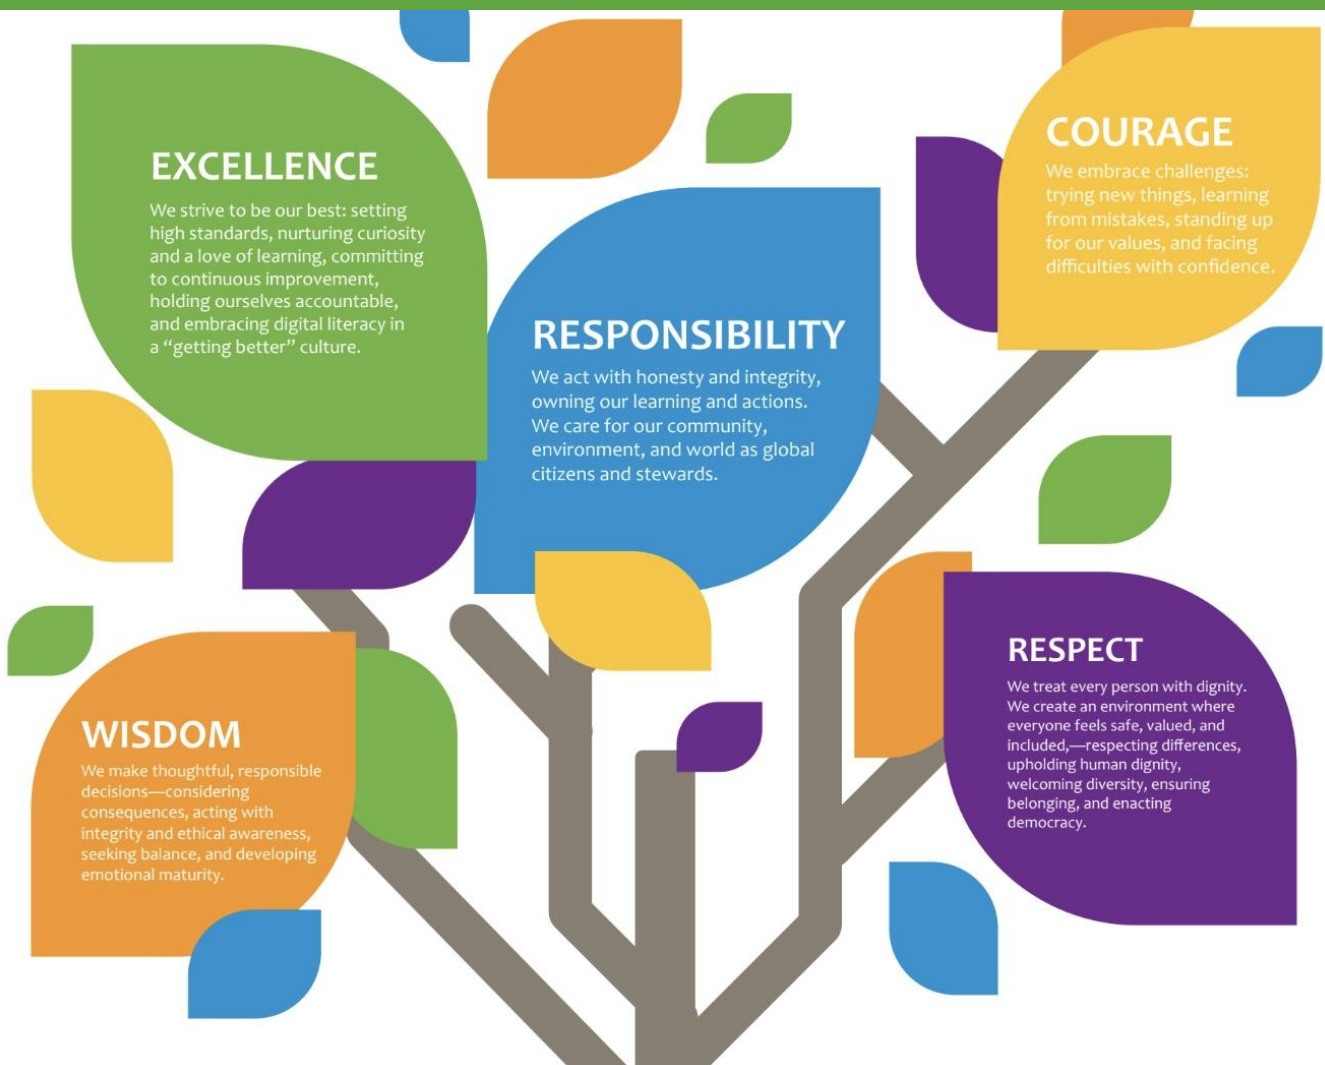 EXCELLENCE
We strive to be our best: setting
high standards, nurturing curiosity
and a love of learning, committing
to continuous improvement,
holding ourselves accountable,
and embracing digital literacy in
a “getting better” culture.
RESPONSIBILITY
We act with honesty and integrity,
owning our learning and actions.
We care for our community,
environment, and world as global
citizens and stewards.
COURAGE
We embrace challenges:
trying new things, learning
from mistakes, standing up
for our values, and facing
difficulties with confidence.
WISDOM
We make thoughtful, responsible
decisions—considering
consequences, acting with
integrity and ethical awareness,
seeking balance, and developing
emotional maturity.
RESPECT
We treat every person with dignity.
We create an environment where
everyone feels safe, valued, and
included,—respecting differences,
upholding human dignity,
welcoming diversity, ensuring
belonging, and enacting
democracy.